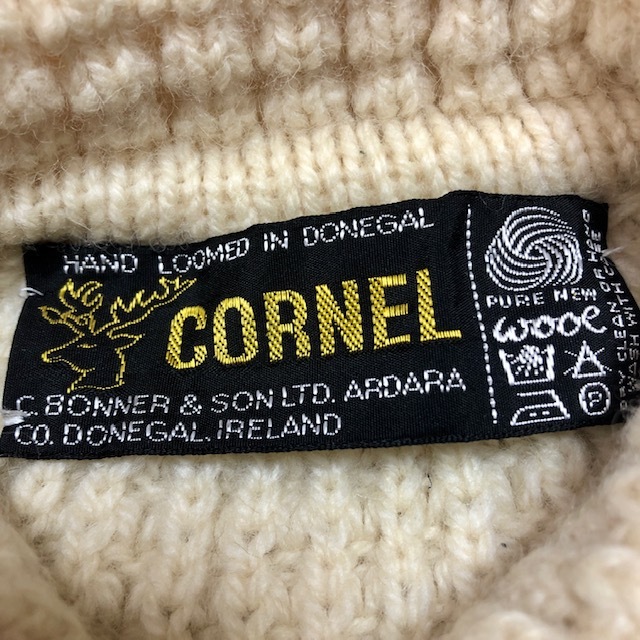 HAND LOOMED IN DONEGAL
CORNEL
C. BONNER & SON LTD. ARDARA
CO. DONEGAL, IRELAND
PURE NEW
wool
A
P